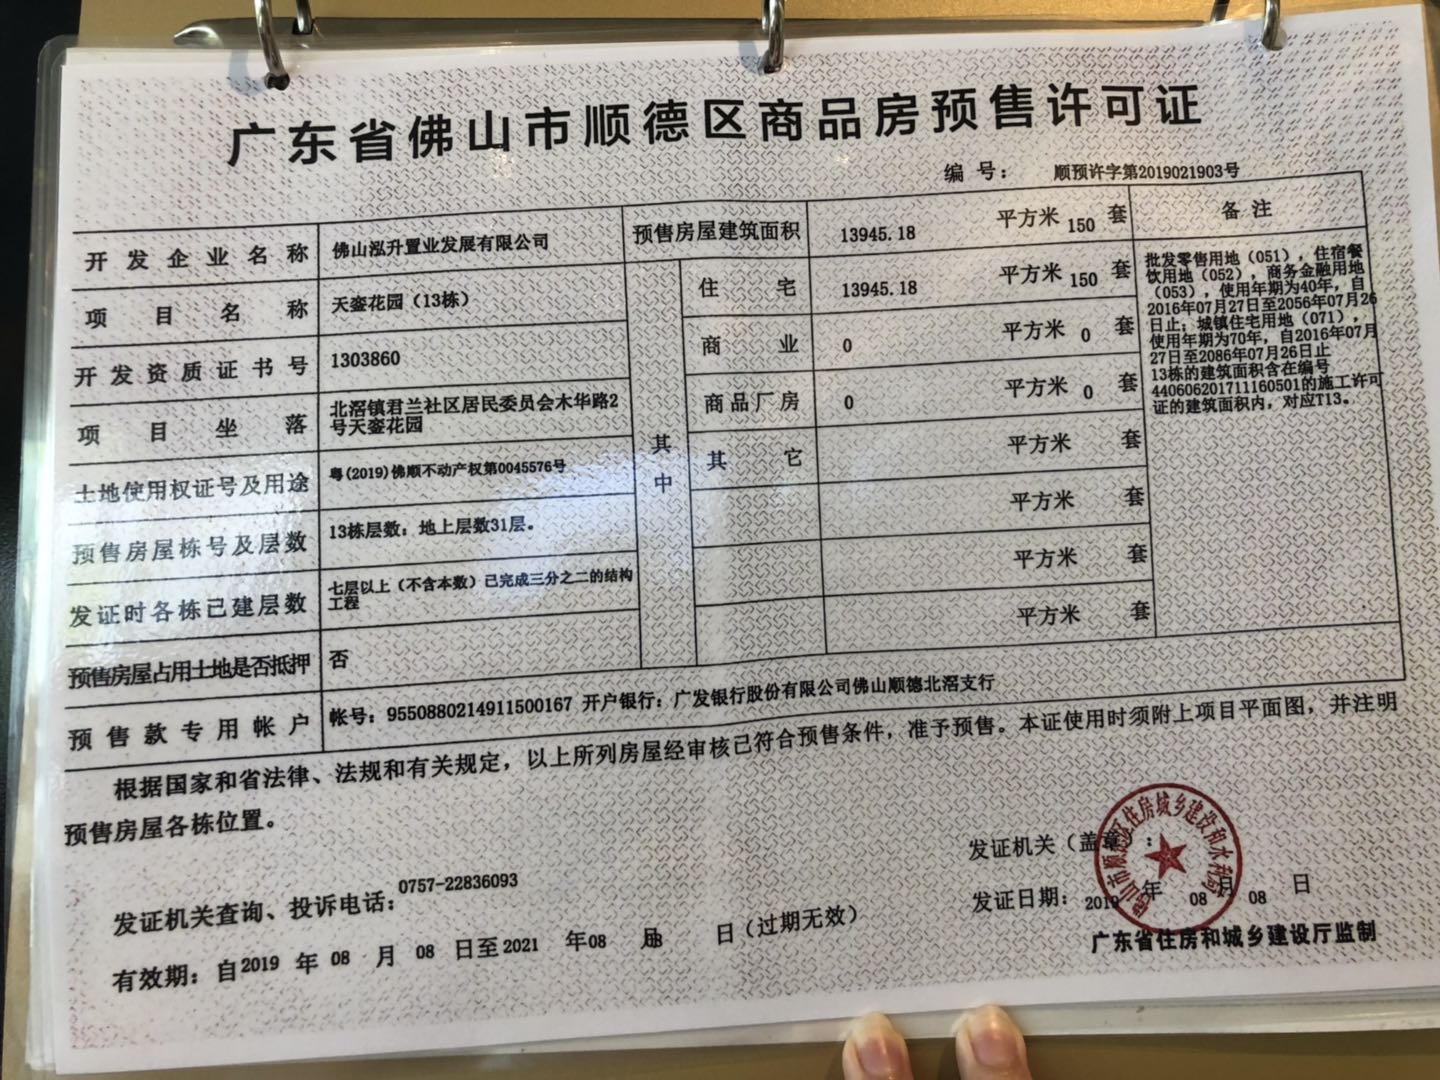 广东省佛山市顺德区商品房预售许可证
编 号： 顺预许字第2019021903号
开发企业名称 佛山泓升置业发展有限公司 预售房屋建筑面积 13945.18 平方米 150 套 备 注
项目名称 天銮花园（13栋） 其中 住宅 13945.18 平方米 150 套
开发资质证书号 1303860 商业 0 平方米 0 套
项目坐落 北滘镇君兰社区居民委员会木华路2
号天銮花园
商品厂房 0 平方米 0 套
土地使用权证号及用途 粤(2019)佛顺不动产权第0045576号 其它 平方米 套
预售房屋栋号及层数 13栋层数：地上层数31层。 平方米 套
发证时各栋已建层数 七层以上（不含本数）已完成三分之二的结构
工程
平方米 套
预售房屋占用土地是否抵押 否 平方米 套
批发零售用地（051），住宿餐
饮用地（052），商务金融用地
（053），使用年期为40年，自
2016年07月27日至2056年07月26
日止；城镇住宅用地（071），
使用年期为70年，自2016年07月
27日至2086年07月26日止
13栋的建筑面积含在编号
440606201711160501的施工许可
证的建筑面积内，对应T13。
预售款专用帐户 帐号：9550880214911500167 开户银行：广发银行股份有限公司佛山顺德北滘支行
根据国家和省法律、法规和有关规定，以上所列房屋经审核已符合预售条件，准予预售。本证使用时须附上项目平面图，并注明
预售房屋各栋位置。
发证机关（盖章）：
发证机关查询、投诉电话：0757-22836093
发证日期：2019 年 08 月 08 日
有效期：自2019 年 08 月 08 日至2021 年08 月08 日（过期无效）
广东省住房和城乡建设厅监制
佛山市顺德区住房城乡建设和水利局